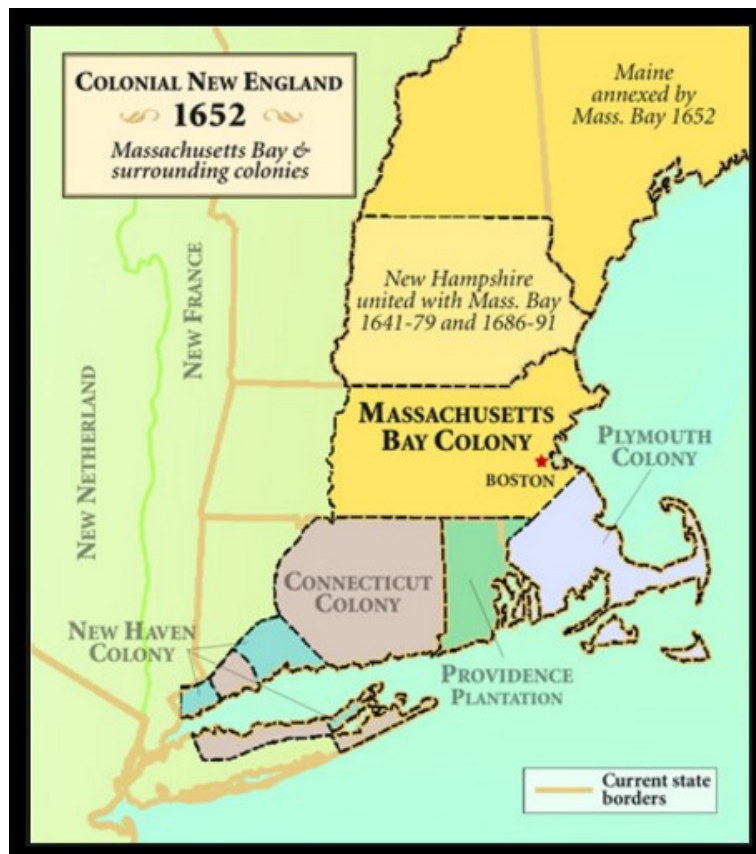 COLONIAL NEW ENGLAND
1652
Massachusetts Bay &
surrounding colonies
Maine
annexed by
Mass. Bay 1652
New Hampshire
united with Mass. Bay
1641-79 and 1686-91
NEW FRANCE
NEW NETHERLAND
MASSACHUSETTS
BAY COLONY
BOSTON
PLYMOUTH
COLONY
CONNECTICUT
COLONY
NEW HAVEN
COLONY
PROVIDENCE
PLANTATION
Current state
borders